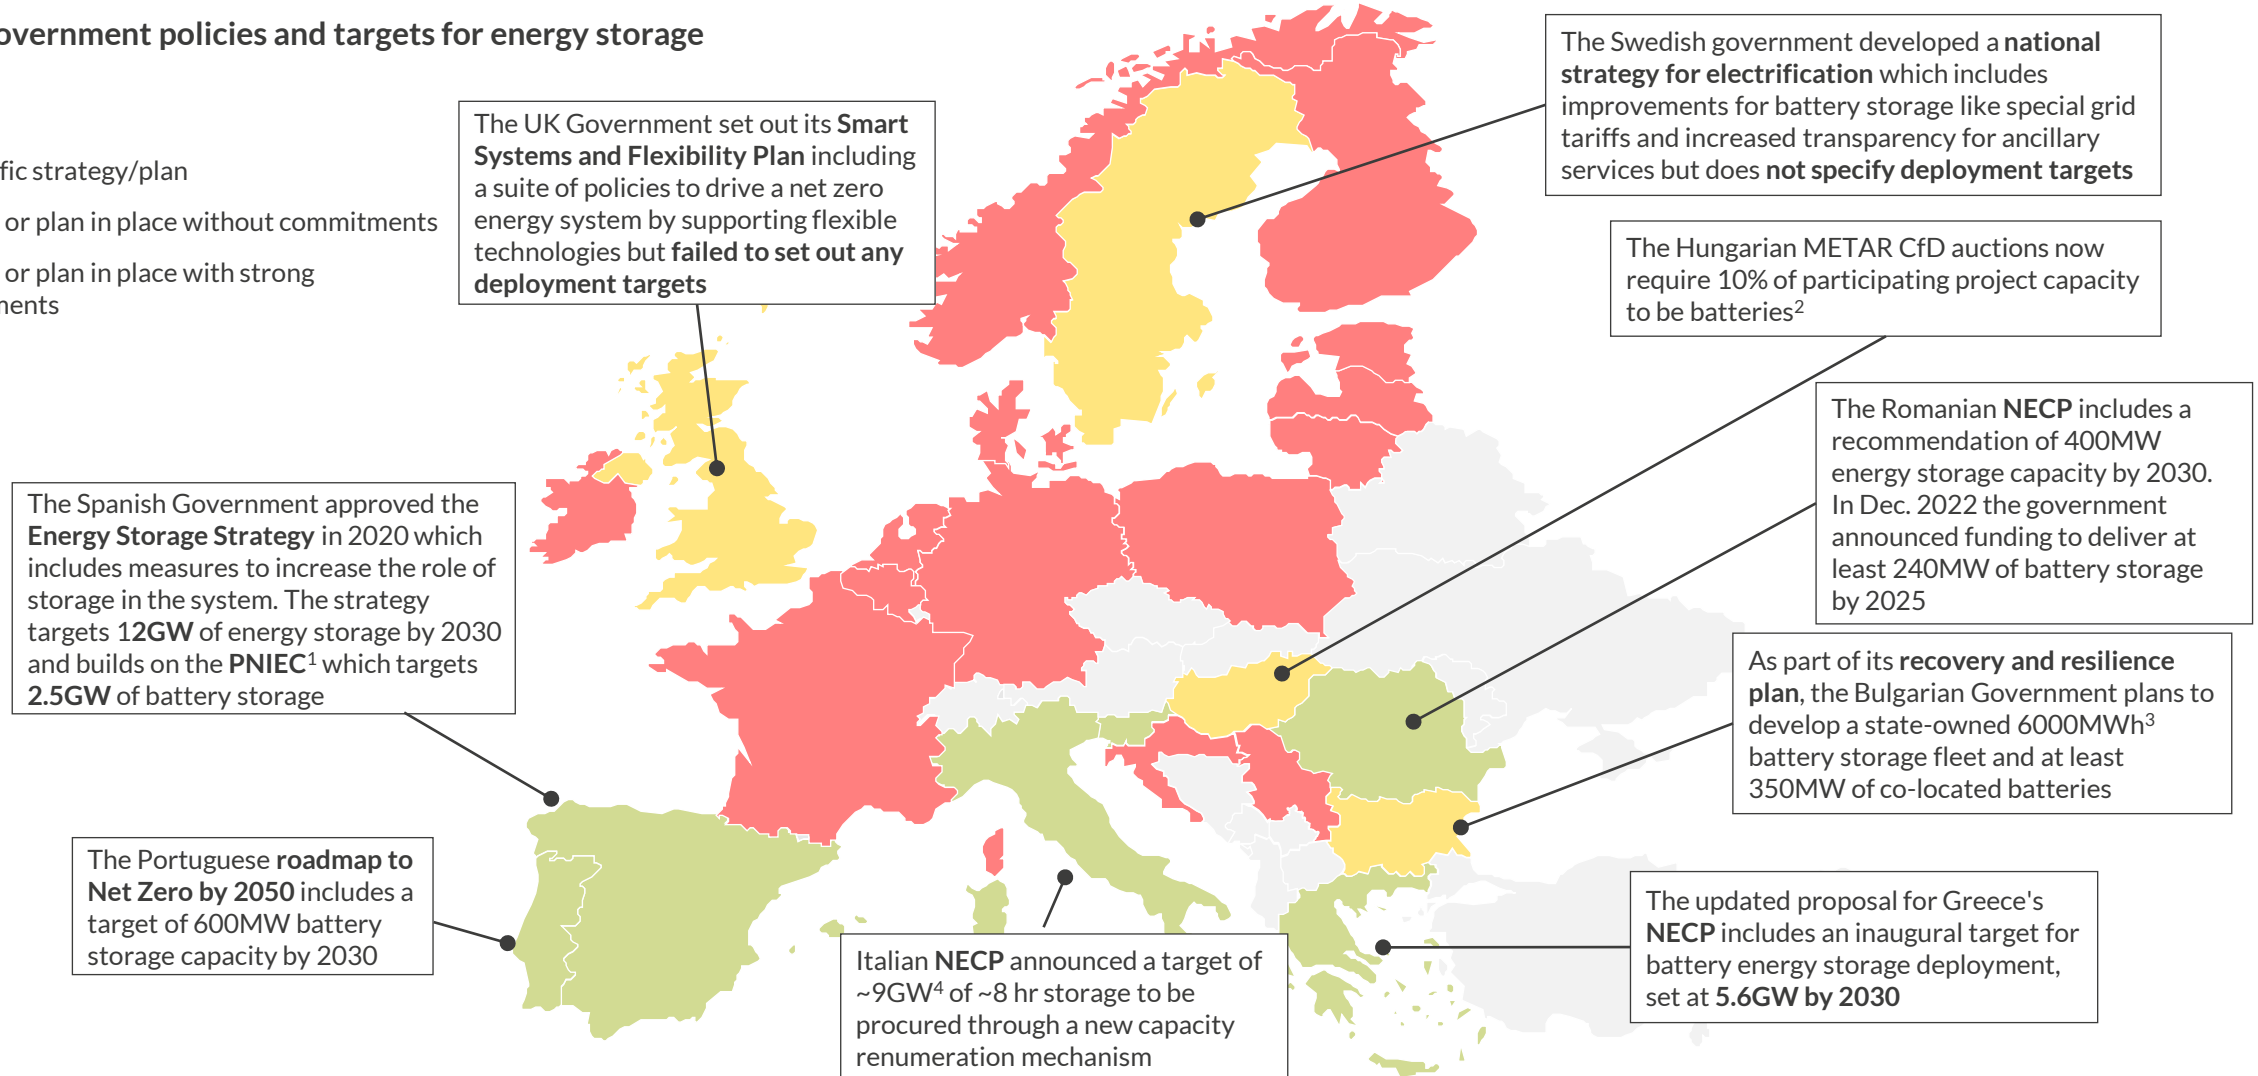 overnment policies and targets for energy storage
fic strategy/plan
or plan in place without commitments
or plan in place with strong
ments
The UK Government set out its Smart
Systems and Flexibility Plan including
a suite of policies to drive a net zero
energy system by supporting flexible
technologies but failed to set out any
deployment targets
The Swedish government developed a national
strategy for electrification which includes
improvements for battery storage like special grid
tariffs and increased transparency for ancillary
services but does not specify deployment targets
The Hungarian METAR CfD auctions now
require 10% of participating project capacity
to be batteries²
The Romanian NECP includes a
recommendation of 400MW
energy storage capacity by 2030.
In Dec. 2022 the government
announced funding to deliver at
least 240MW of battery storage
by 2025
The Spanish Government approved the
Energy Storage Strategy in 2020 which
includes measures to increase the role of
storage in the system. The strategy
targets 12GW of energy storage by 2030
and builds on the PNIEC¹ which targets
2.5GW of battery storage
As part of its recovery and resilience
plan, the Bulgarian Government plans to
develop a state-owned 6000MWh³
battery storage fleet and at least
350MW of co-located batteries
The Portuguese roadmap to
Net Zero by 2050 includes a
target of 600MW battery
storage capacity by 2030
Italian NECP announced a target of
~9GW⁴ of ~8 hr storage to be
procured through a new capacity
renumeration mechanism
The updated proposal for Greece's
NECP includes an inaugural target for
battery energy storage deployment,
set at 5.6GW by 2030